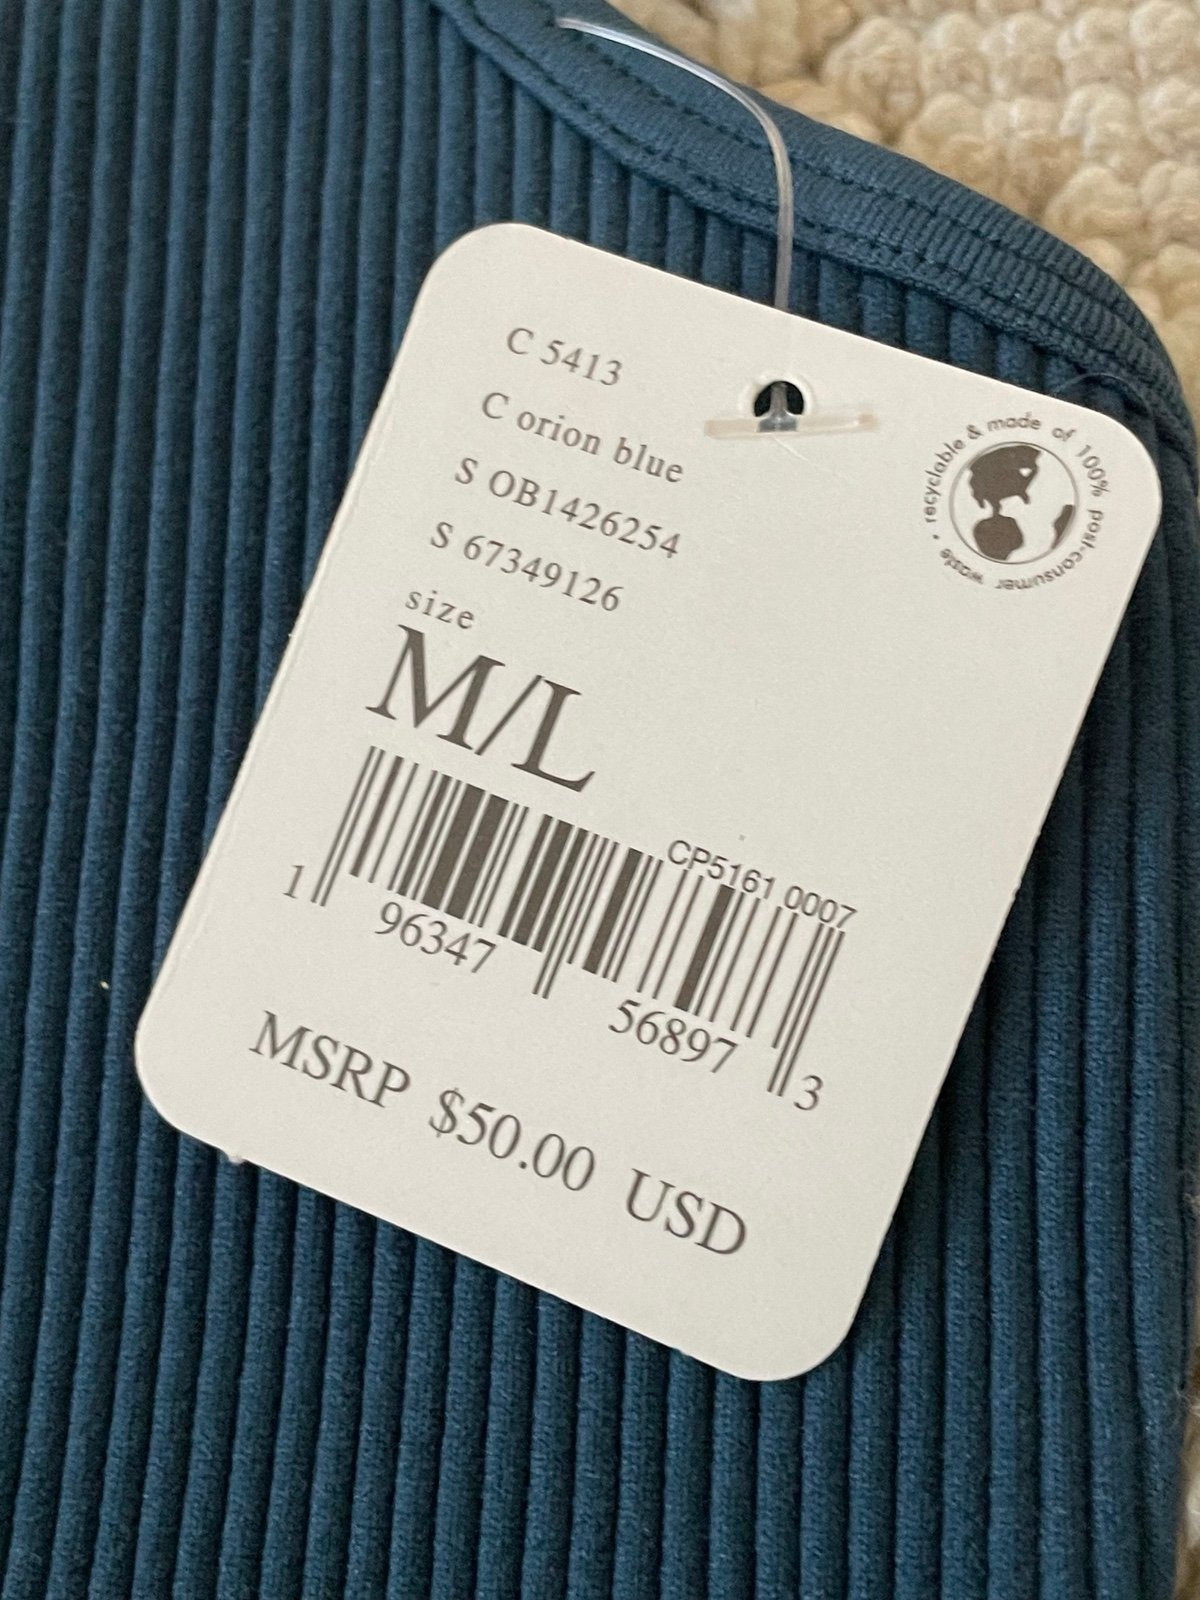 C 5413
C orion blue
S OB1426254
S 67349126
size
M/L
CP5161 0007
1 96347 56897 3
MSRP $50.00 USD
recyclable & made of 100% post-consumer waste •